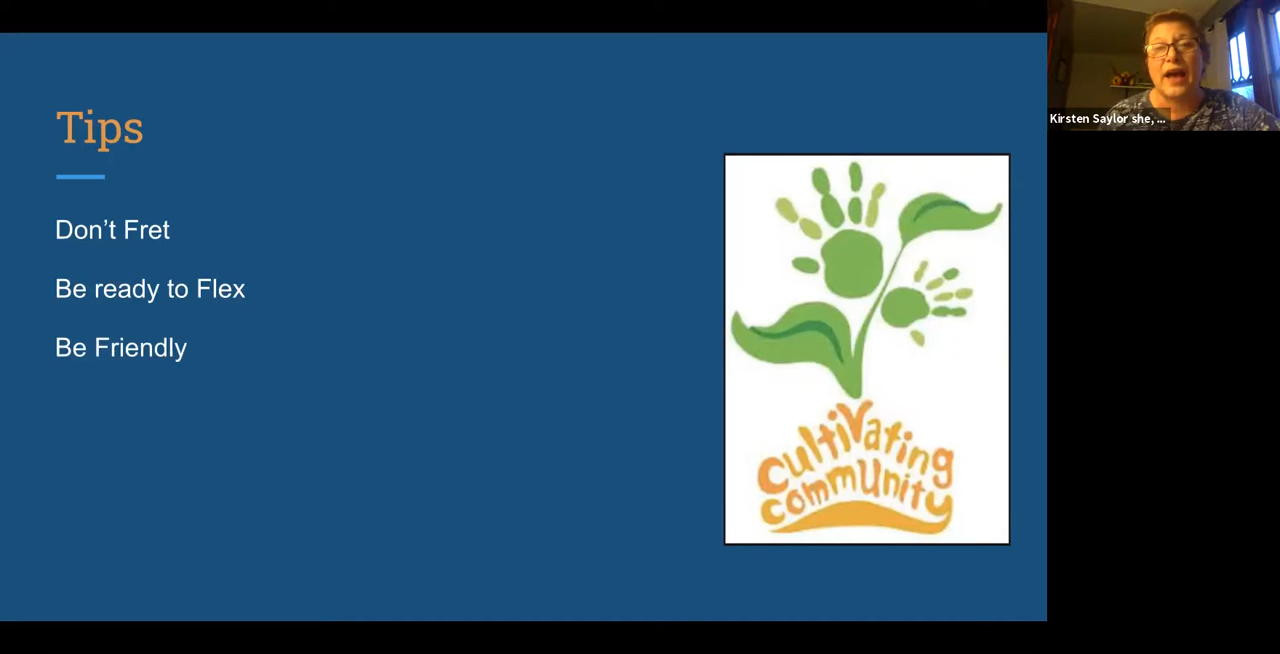 Tips
Don’t Fret
Be ready to Flex
Be Friendly
cultiVating
commUnity
Kirsten Saylor she, ...